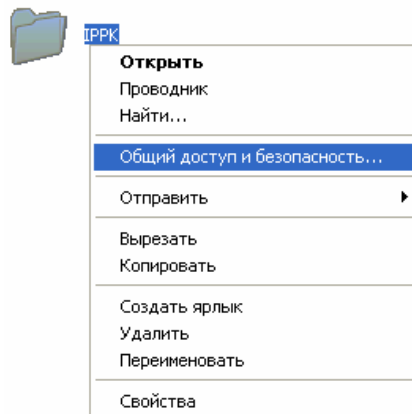 IPPK
Открыть
Проводник
Найти...
Общий доступ и безопасность...
Отправить
Вырезать
Копировать
Создать ярлык
Удалить
Переименовать
Свойства